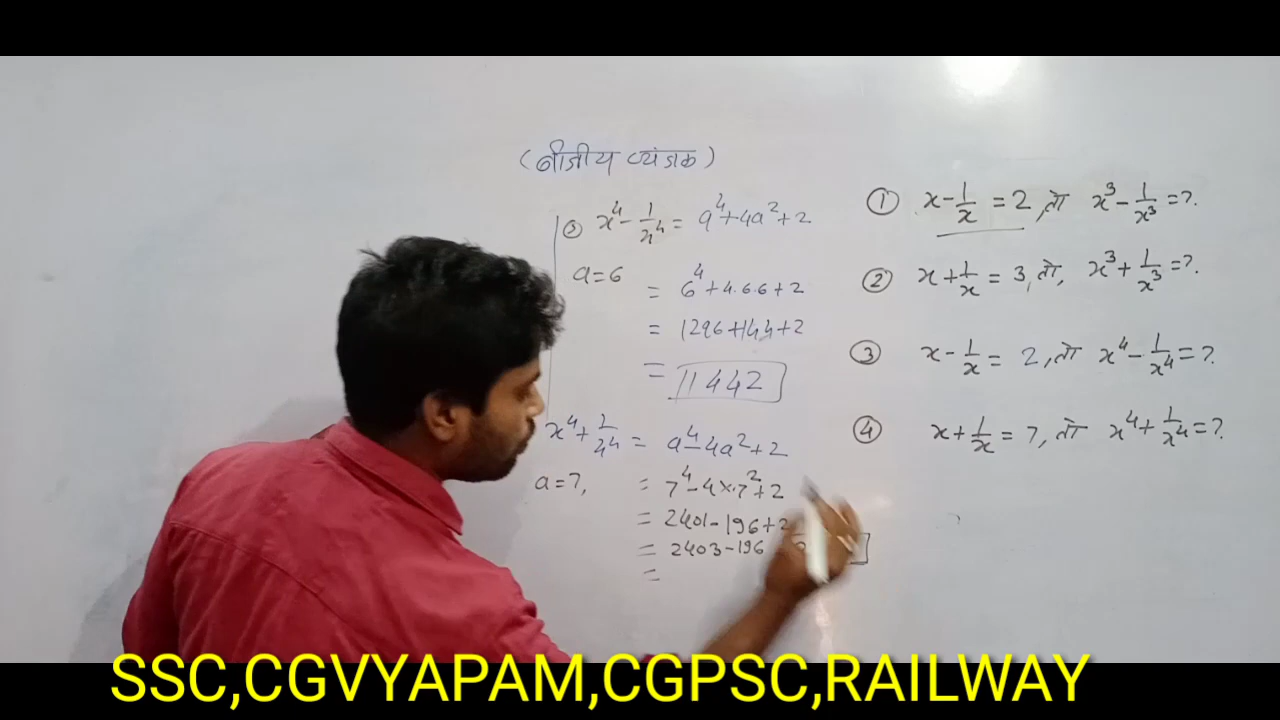 (बीजीय व्यंजक)
③ x⁴ - 1/x⁴ = a⁴ + 4a² + 2
a = 6
= 6⁴ + 4.6.6 + 2
= 1296 + 144 + 2
= 1442
x⁴ + 1/x⁴ = a⁴ - 4a² + 2
a = 7,
= 7⁴ - 4 × 7² + 2
= 2401 - 196 + 2
= 2403 - 196
=
① x - 1/x = 2, तो x³ - 1/x³ = ?
② x + 1/x = 3, तो, x³ + 1/x³ = ?
③ x - 1/x = 2, तो x⁴ - 1/x⁴ = ?
④ x + 1/x = 7, तो x⁴ + 1/x⁴ = ?
SSC,CGVYAPAM,CGPSC,RAILWAY